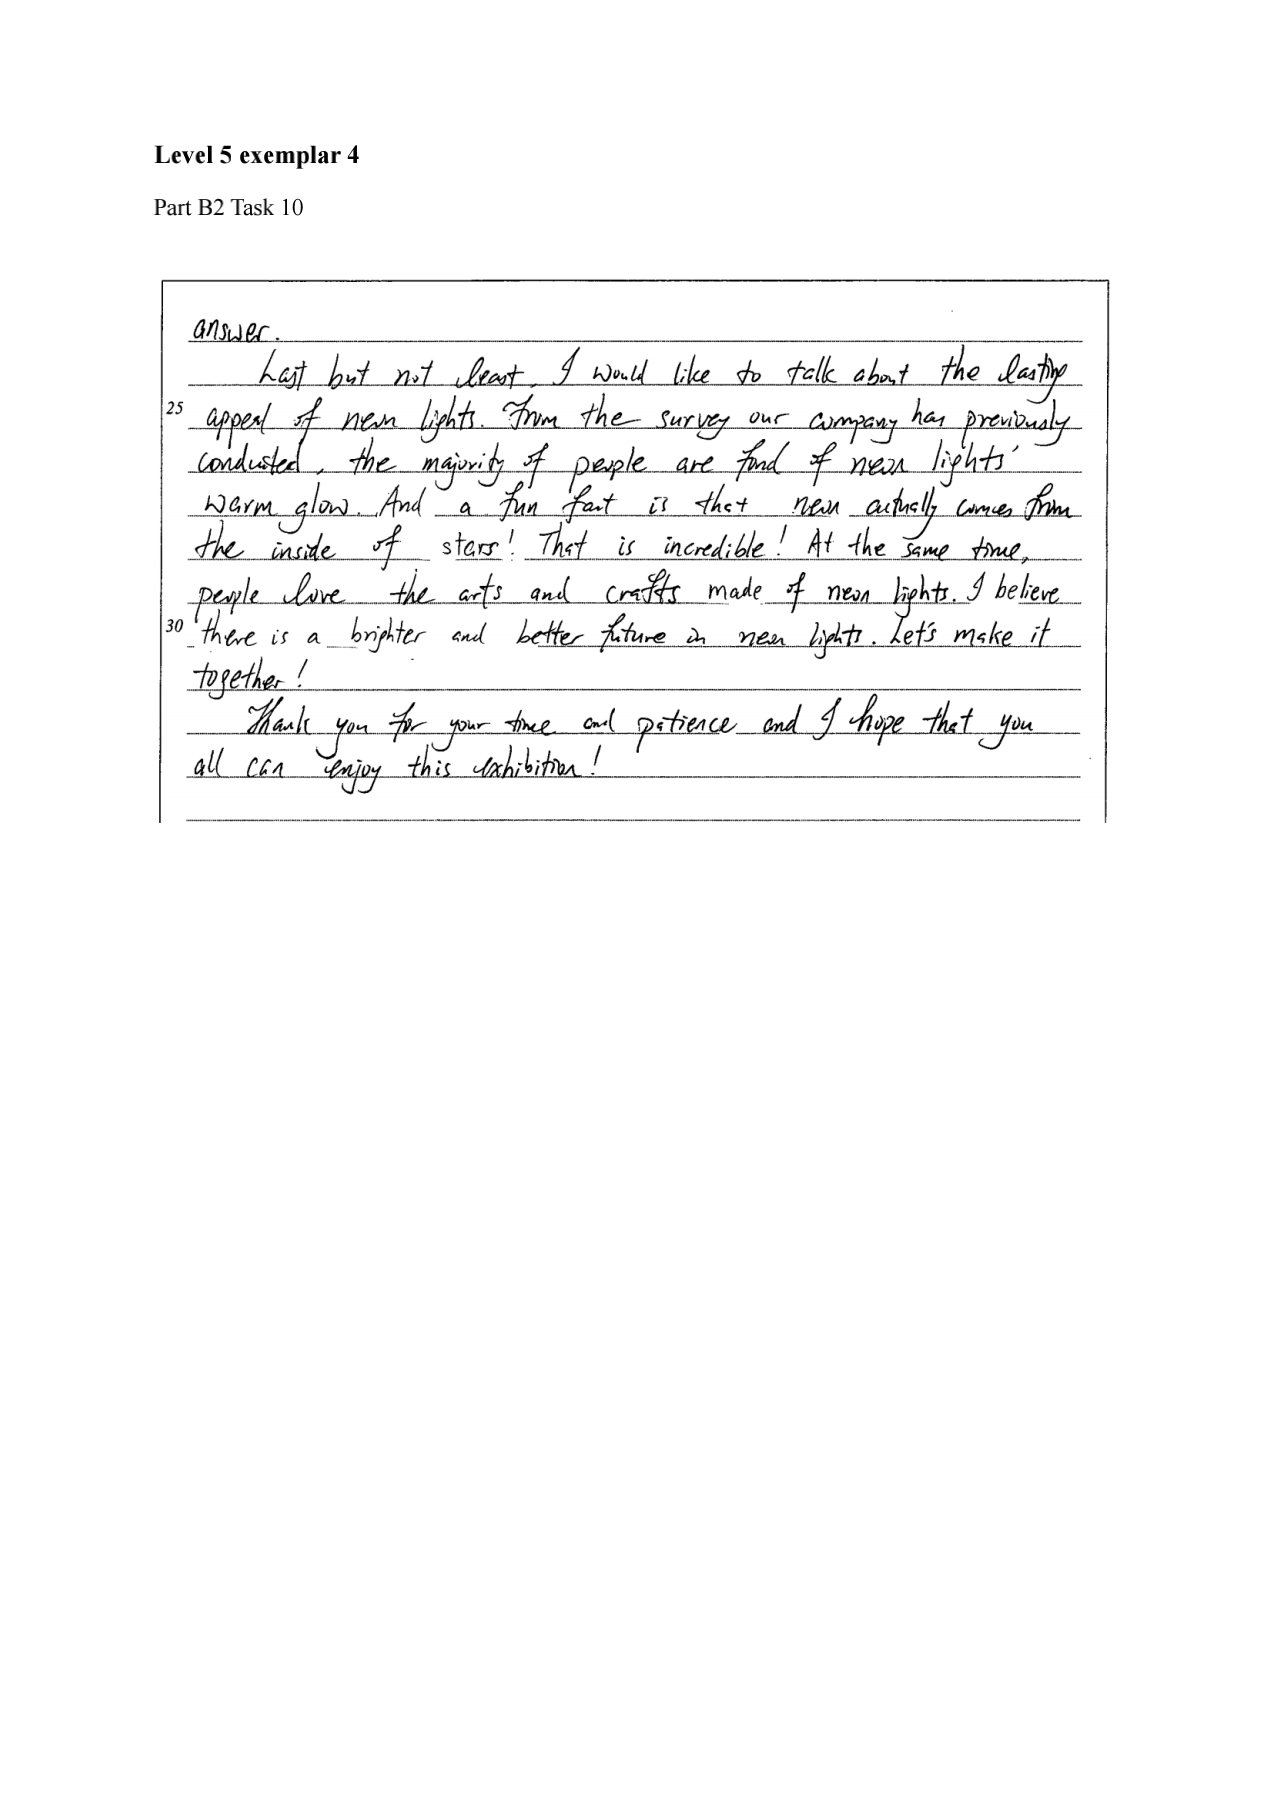 Level 5 exemplar 4
Part B2 Task 10
answer.
Last but not least, I would like to talk about the lasting
25 appeal of neon lights. From the survey our company has previously
conducted, the majority of people are fond of neon lights'
warm glow. And a fun fact is that neon actually comes from
the inside of stars! That is incredible! At the same time,
people love the arts and crafts made of neon lights. I believe
30 there is a brighter and better future in neon lights. Let's make it
together!
Thank you for your time and patience and I hope that you
all can enjoy this exhibition!